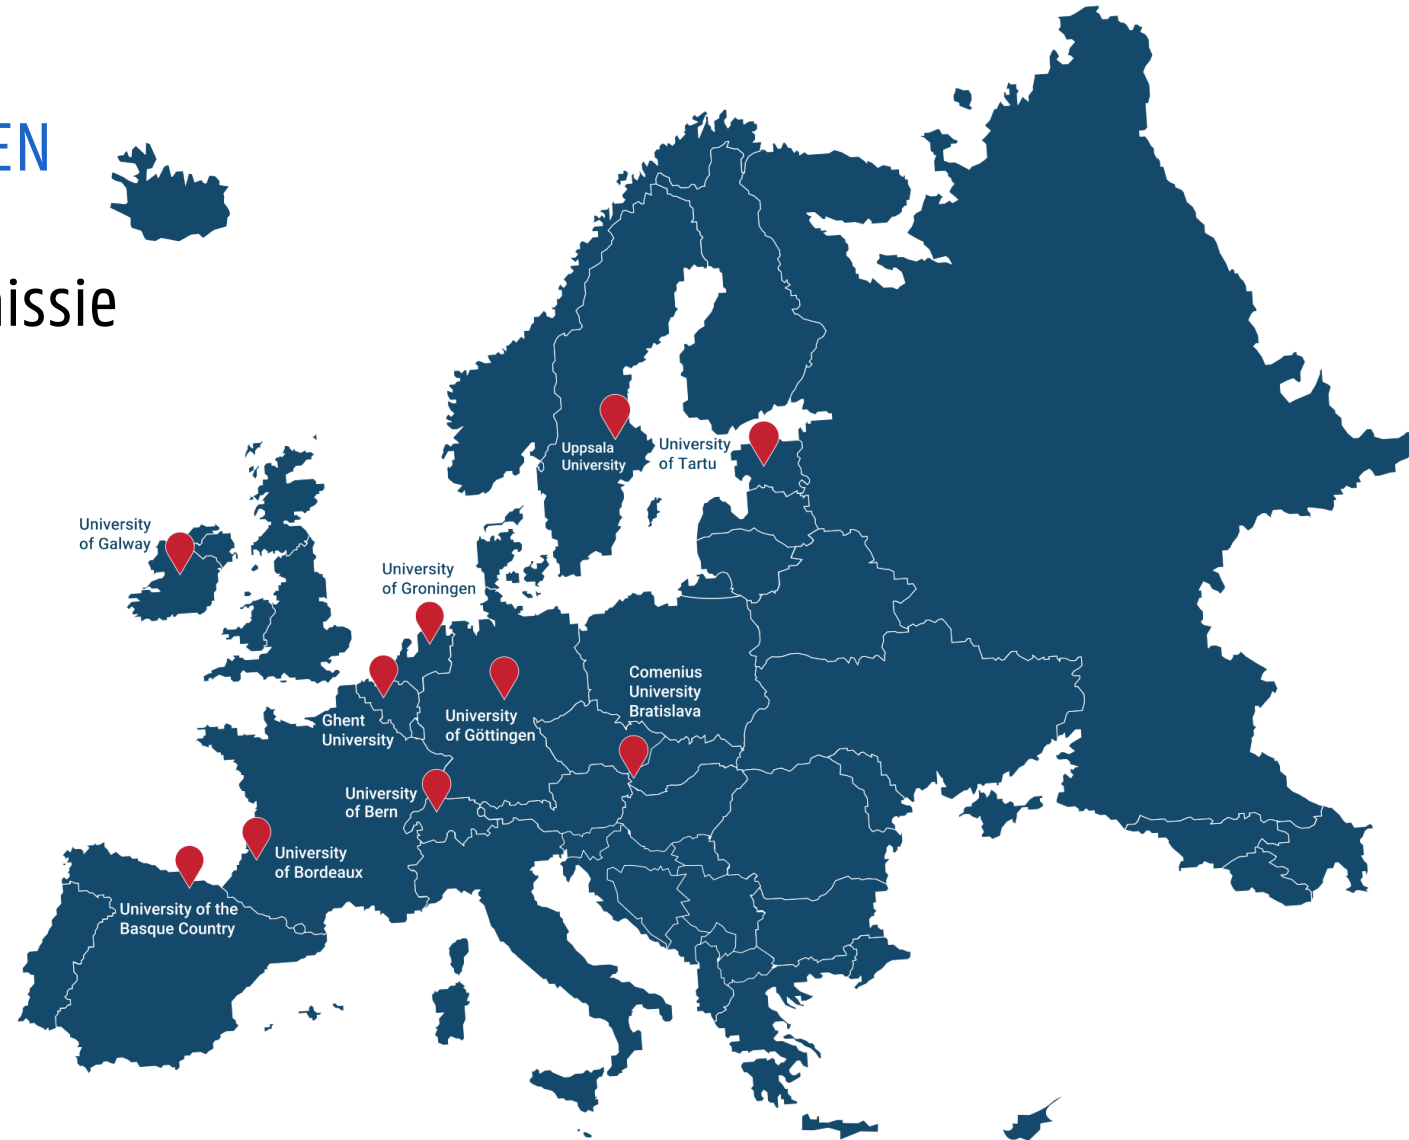 EN
issie
Uppsala
University
University
of Tartu
University
of Galway
University
of Groningen
Comenius
University
Bratislava
Ghent
University
University
of Göttingen
University
of Bern
University
of Bordeaux
University of the
Basque Country